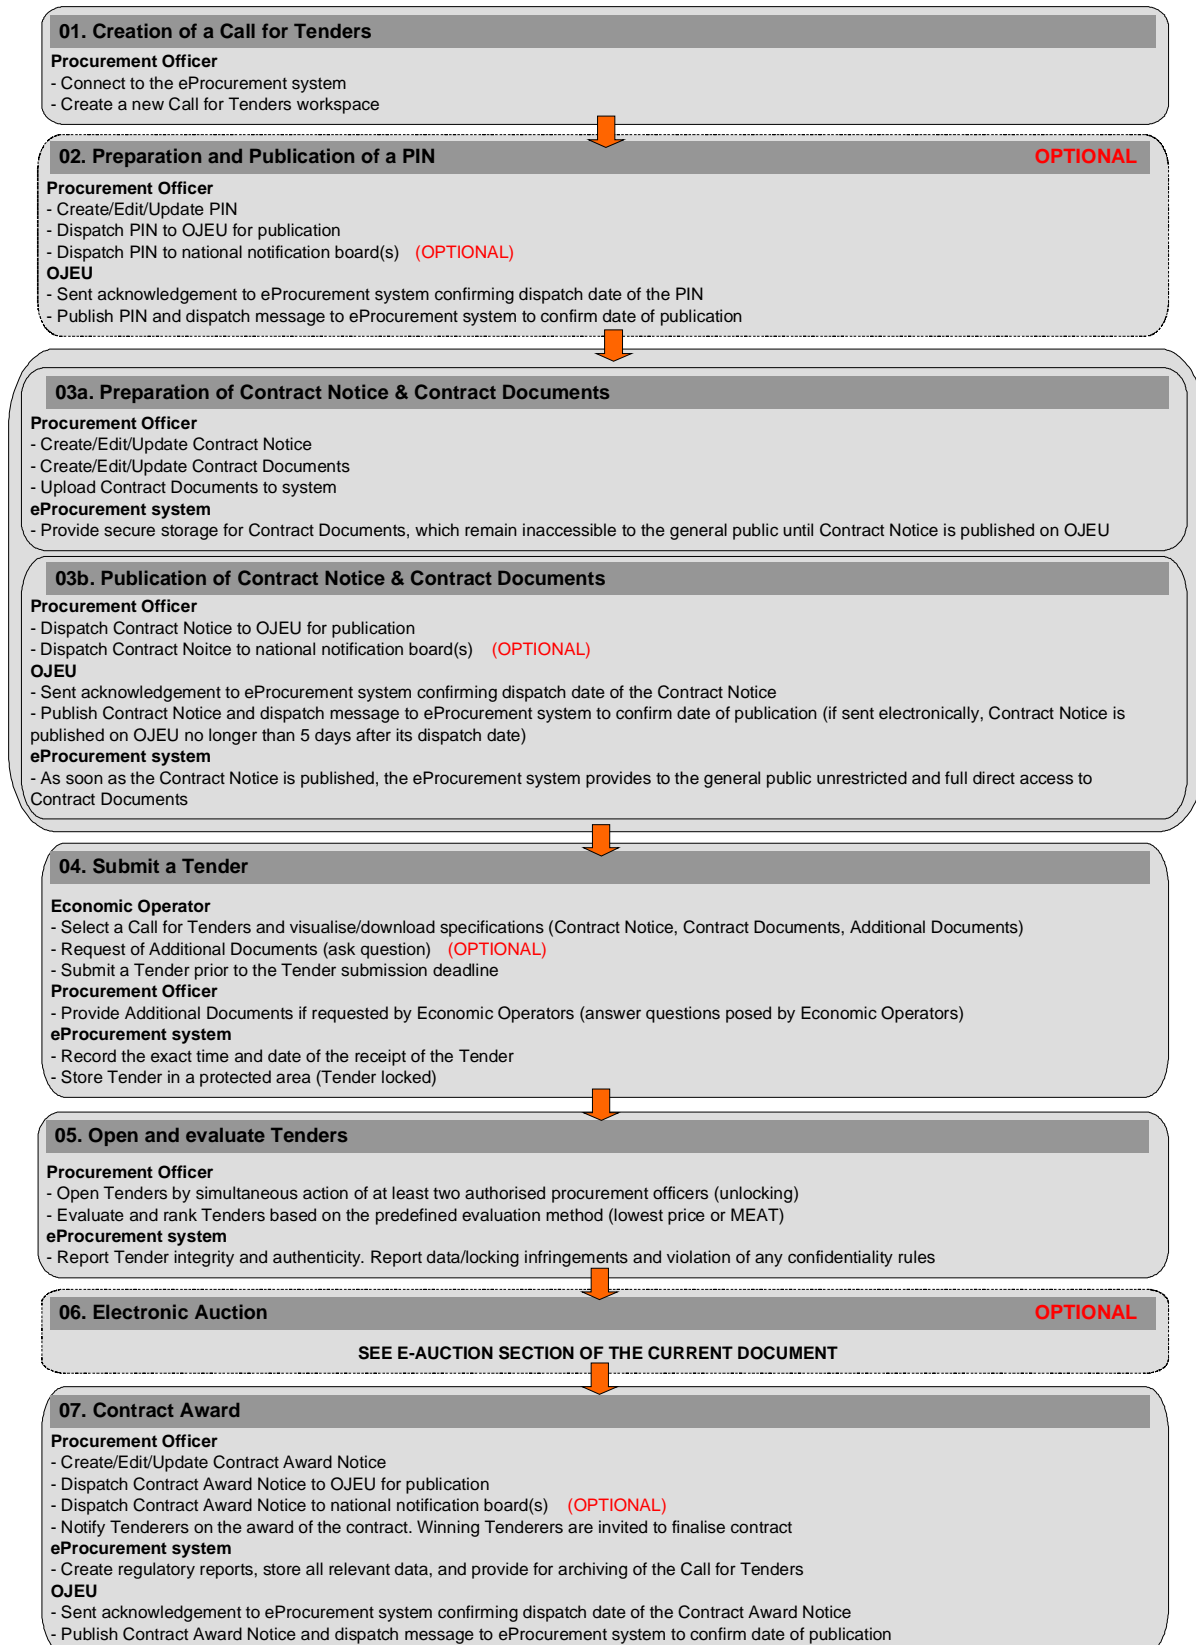 01. Creation of a Call for Tenders
Procurement Officer
- Connect to the eProcurement system
- Create a new Call for Tenders workspace
02. Preparation and Publication of a PIN OPTIONAL
Procurement Officer
- Create/Edit/Update PIN
- Dispatch PIN to OJEU for publication
- Dispatch PIN to national notification board(s) (OPTIONAL)
OJEU
- Sent acknowledgement to eProcurement system confirming dispatch date of the PIN
- Publish PIN and dispatch message to eProcurement system to confirm date of publication
03a. Preparation of Contract Notice & Contract Documents
Procurement Officer
- Create/Edit/Update Contract Notice
- Create/Edit/Update Contract Documents
- Upload Contract Documents to system
eProcurement system
- Provide secure storage for Contract Documents, which remain inaccessible to the general public until Contract Notice is published on OJEU
03b. Publication of Contract Notice & Contract Documents
Procurement Officer
- Dispatch Contract Notice to OJEU for publication
- Dispatch Contract Noitce to national notification board(s) (OPTIONAL)
OJEU
- Sent acknowledgement to eProcurement system confirming dispatch date of the Contract Notice
- Publish Contract Notice and dispatch message to eProcurement system to confirm date of publication (if sent electronically, Contract Notice is
published on OJEU no longer than 5 days after its dispatch date)
eProcurement system
- As soon as the Contract Notice is published, the eProcurement system provides to the general public unrestricted and full direct access to
Contract Documents
04. Submit a Tender
Economic Operator
- Select a Call for Tenders and visualise/download specifications (Contract Notice, Contract Documents, Additional Documents)
- Request of Additional Documents (ask question) (OPTIONAL)
- Submit a Tender prior to the Tender submission deadline
Procurement Officer
- Provide Additional Documents if requested by Economic Operators (answer questions posed by Economic Operators)
eProcurement system
- Record the exact time and date of the receipt of the Tender
- Store Tender in a protected area (Tender locked)
05. Open and evaluate Tenders
Procurement Officer
- Open Tenders by simultaneous action of at least two authorised procurement officers (unlocking)
- Evaluate and rank Tenders based on the predefined evaluation method (lowest price or MEAT)
eProcurement system
- Report Tender integrity and authenticity. Report data/locking infringements and violation of any confidentiality rules
06. Electronic Auction OPTIONAL
SEE E-AUCTION SECTION OF THE CURRENT DOCUMENT
07. Contract Award
Procurement Officer
- Create/Edit/Update Contract Award Notice
- Dispatch Contract Award Notice to OJEU for publication
- Dispatch Contract Award Notice to national notification board(s) (OPTIONAL)
- Notify Tenderers on the award of the contract. Winning Tenderers are invited to finalise contract
eProcurement system
- Create regulatory reports, store all relevant data, and provide for archiving of the Call for Tenders
OJEU
- Sent acknowledgement to eProcurement system confirming dispatch date of the Contract Award Notice
- Publish Contract Award Notice and dispatch message to eProcurement system to confirm date of publication